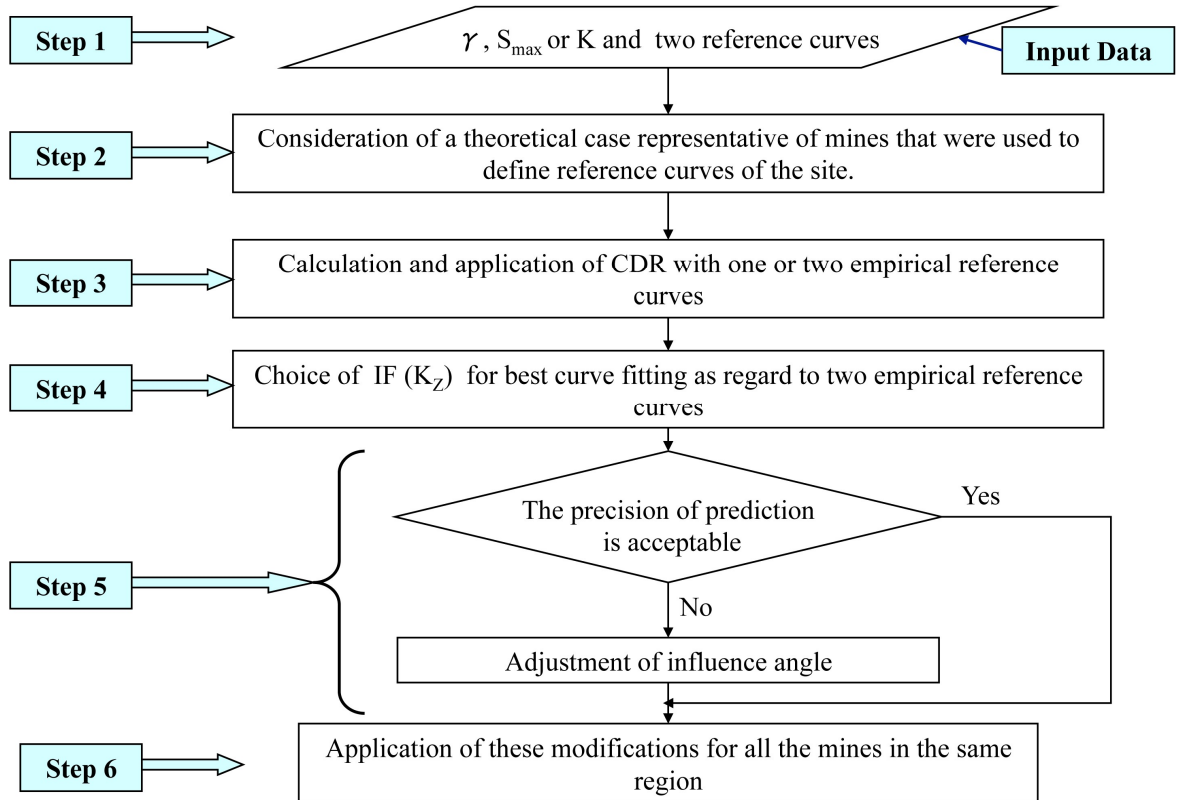 Step 1
γ , Smax or K and two reference curves
Input Data
Step 2
Consideration of a theoretical case representative of mines that were used to
define reference curves of the site.
Step 3
Calculation and application of CDR with one or two empirical reference
curves
Step 4
Choice of IF (KZ) for best curve fitting as regard to two empirical reference
curves
Step 5
The precision of prediction
is acceptable
Yes
No
Adjustment of influence angle
Step 6
Application of these modifications for all the mines in the same
region